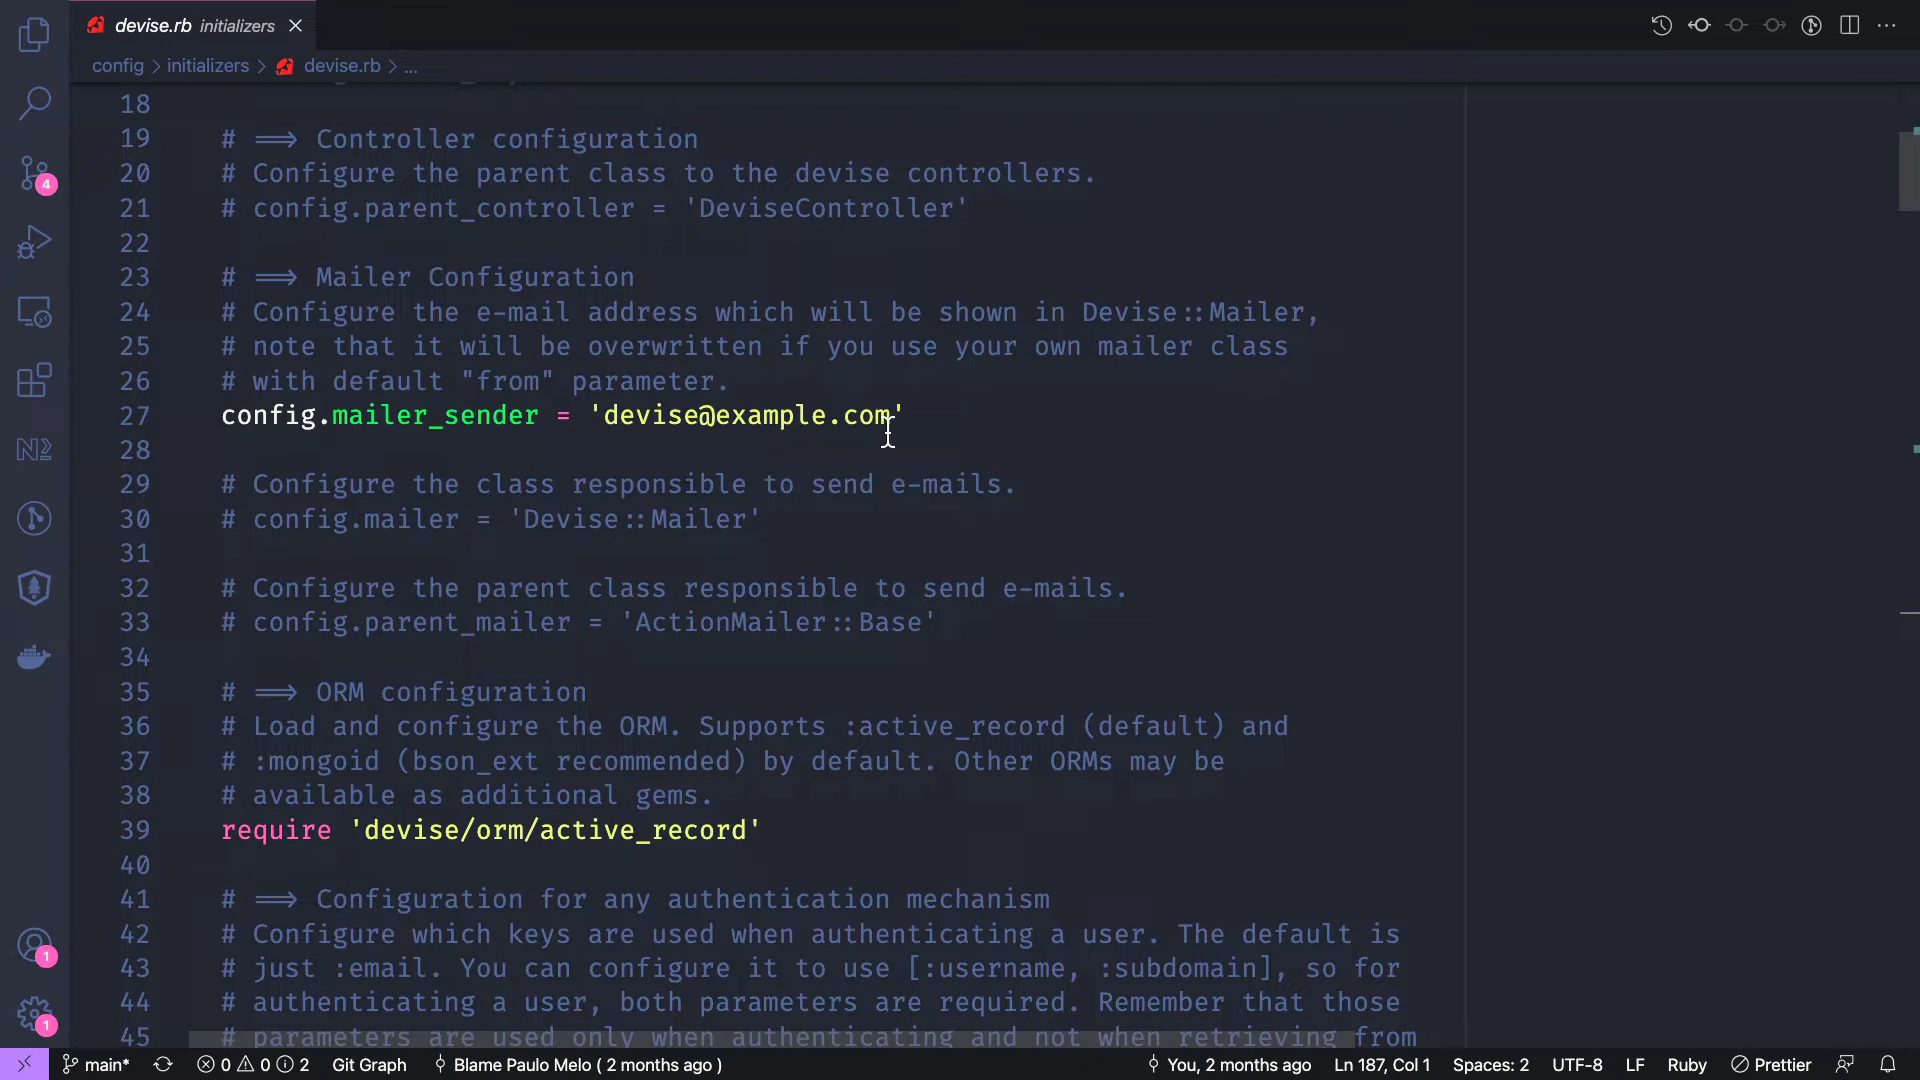 devise.rb initializers
config > initializers > devise.rb > ...
18
19 # ==> Controller configuration
20 # Configure the parent class to the devise controllers.
21 # config.parent_controller = 'DeviseController'
22
23 # ==> Mailer Configuration
24 # Configure the e-mail address which will be shown in Devise::Mailer,
25 # note that it will be overwritten if you use your own mailer class
26 # with default "from" parameter.
27 config.mailer_sender = 'devise@example.com'
28
29 # Configure the class responsible to send e-mails.
30 # config.mailer = 'Devise::Mailer'
31
32 # Configure the parent class responsible to send e-mails.
33 # config.parent_mailer = 'ActionMailer::Base'
34
35 # ==> ORM configuration
36 # Load and configure the ORM. Supports :active_record (default) and
37 # :mongoid (bson_ext recommended) by default. Other ORMs may be
38 # available as additional gems.
39 require 'devise/orm/active_record'
40
41 # ==> Configuration for any authentication mechanism
42 # Configure which keys are used when authenticating a user. The default is
43 # just :email. You can configure it to use [:username, :subdomain], so for
44 # authenticating a user, both parameters are required. Remember that those
45 # parameters are used only when authenticating and not when retrieving from
4
N2
1
1
main* 0 0 2 Git Graph Blame Paulo Melo ( 2 months ago ) You, 2 months ago Ln 187, Col 1 Spaces: 2 UTF-8 LF Ruby Prettier